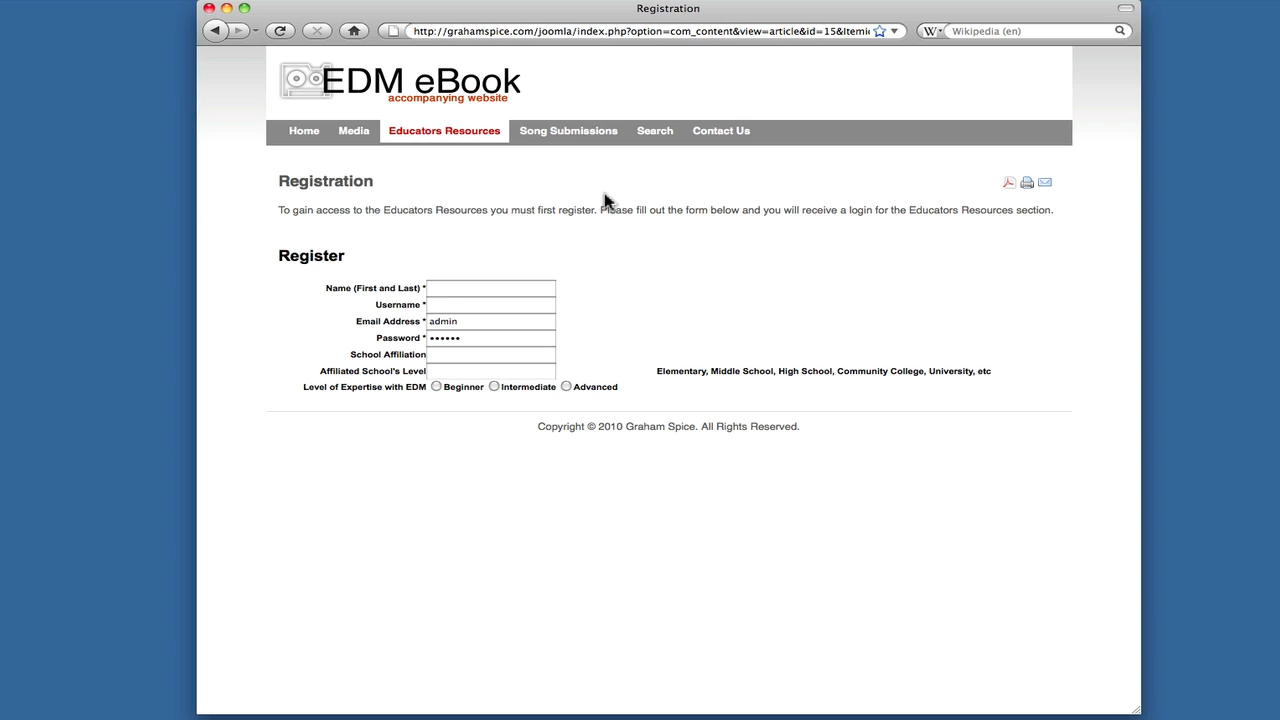 Registration
http://grahamspice.com/joomla/index.php?option=com_content&view=article&id=15&Itemi
W
Wikipedia (en)
EDM eBook
accompanying website
Home Media Educators Resources Song Submissions Search Contact Us
Registration
To gain access to the Educators Resources you must first register. Please fill out the form below and you will receive a login for the Educators Resources section.
Register
Name (First and Last) *
Username *
Email Address * admin
Password * ••••••
School Affiliation
Affiliated School's Level Elementary, Middle School, High School, Community College, University, etc
Level of Expertise with EDM Beginner Intermediate Advanced
Copyright © 2010 Graham Spice. All Rights Reserved.